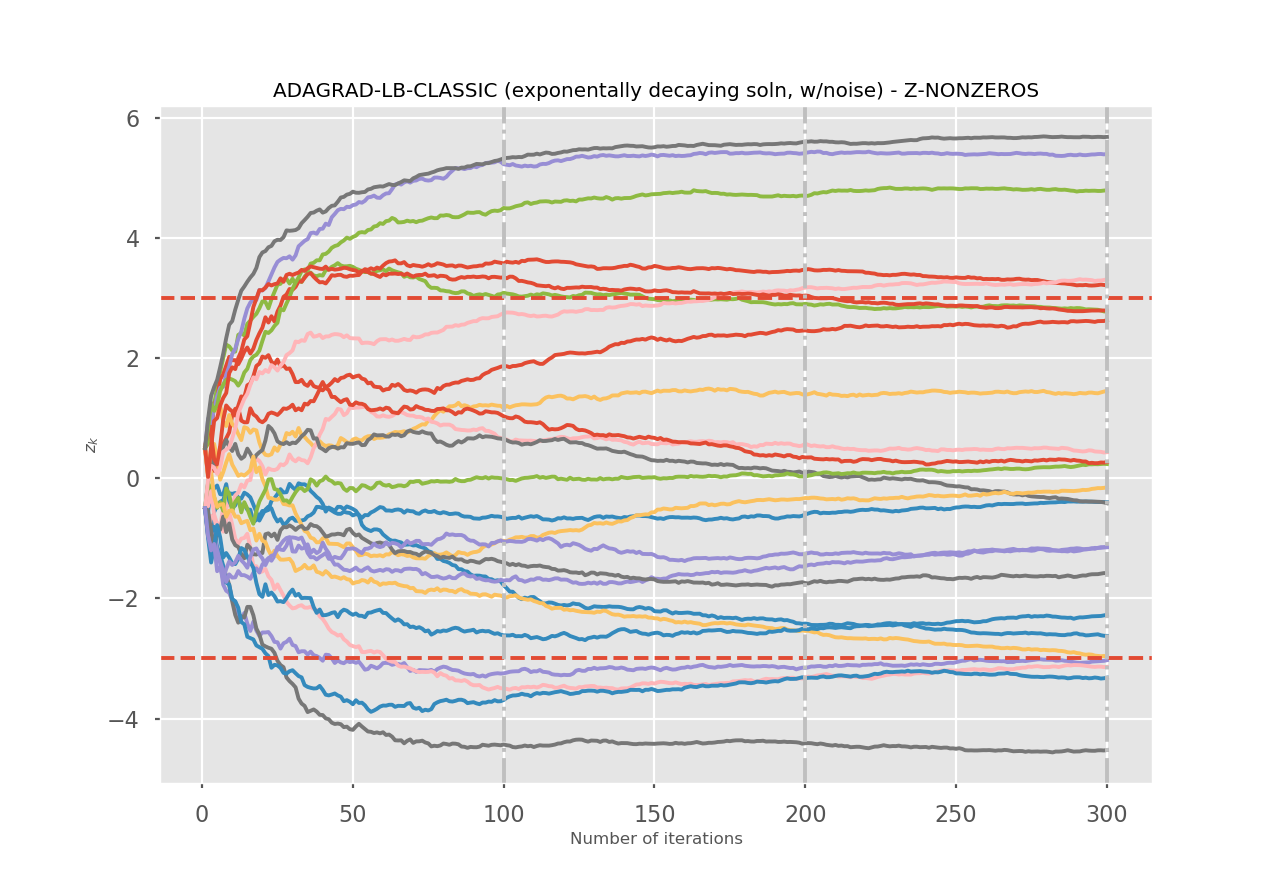 ADAGRAD-LB-CLASSIC (exponentially decaying soln, w/noise) - Z-NONZEROS
6
4
2
0
−2
−4
z_k
0 50 100 150 200 250 300
Number of iterations